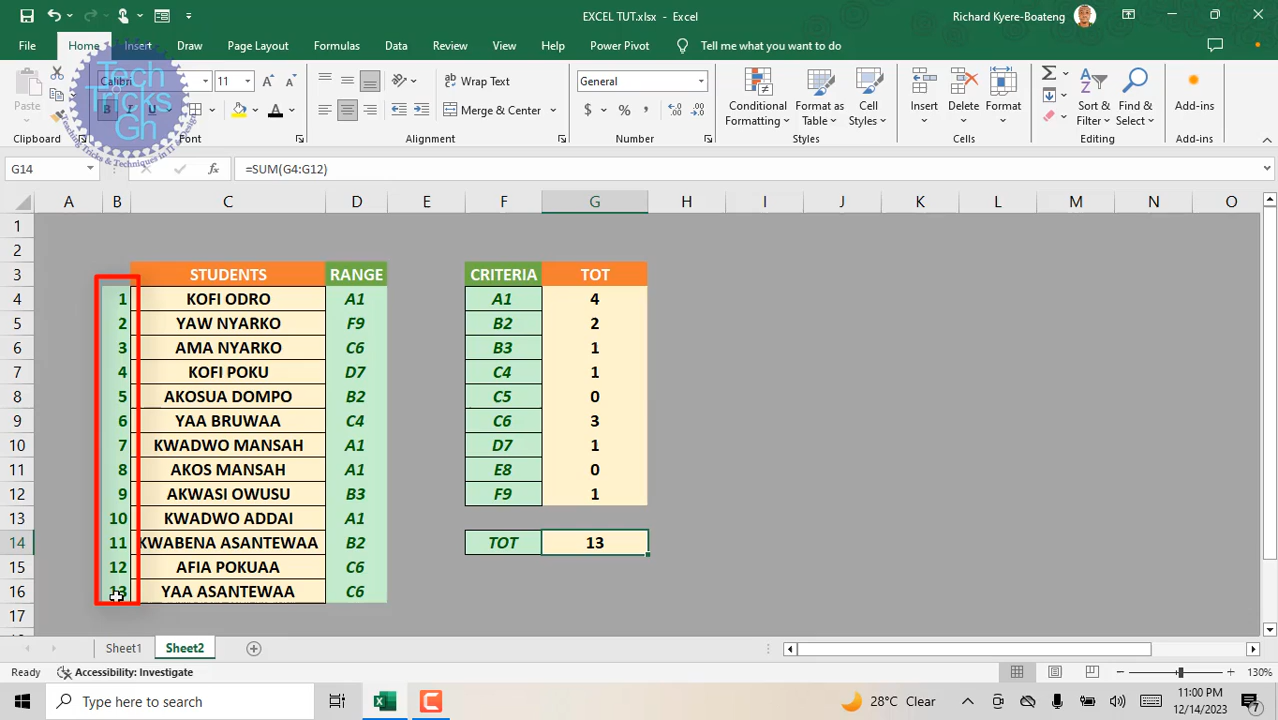 EXCEL TUT.xlsx - Excel
Richard Kyere-Boateng
File Home Insert Draw Page Layout Formulas Data Review View Help Power Pivot Tell me what you want to do
Tech
Tricks
Gh
Paste
Calibri 11
B I U
Wrap Text
Merge & Center
General
$ % ,
Conditional
Formatting
Format as
Table
Cell
Styles
Insert
Delete
Format
Sort &
Filter
Find &
Select
Add-ins
Clipboard Font Alignment Number Styles Cells Editing Add-ins
G14 fx =SUM(G4:G12)
A B C D E F G H I J K L M N O
1
2
3 STUDENTS RANGE CRITERIA TOT
4 1 KOFI ODRO A1 A1 4
5 2 YAW NYARKO F9 B2 2
6 3 AMA NYARKO C6 B3 1
7 4 KOFI POKU D7 C4 1
8 5 AKOSUA DOMPO B2 C5 0
9 6 YAA BRUWAA C4 C6 3
10 7 KWADWO MANSAH A1 D7 1
11 8 AKOS MANSAH A1 E8 0
12 9 AKWASI OWUSU B3 F9 1
13 10 KWADWO ADDAI A1
14 11 KWABENA ASANTEWAA B2 TOT 13
15 12 AFIA POKUAA C6
16 13 YAA ASANTEWAA C6
17
Sheet1 Sheet2
Ready Accessibility: Investigate 130%
Type here to search
28°C Clear
11:00 PM
12/14/2023
7